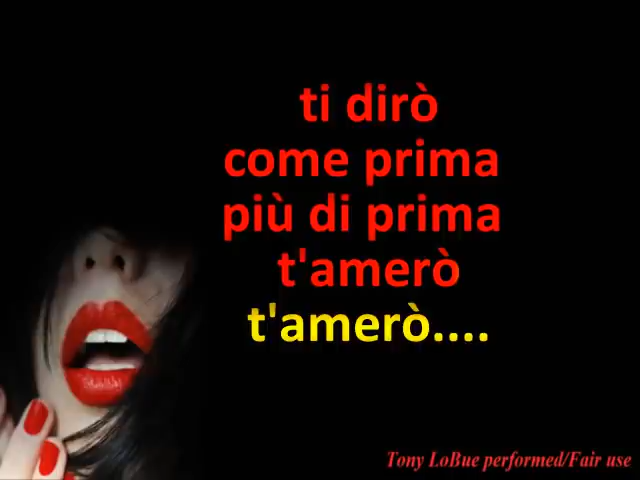 ti dirò
come prima
più di prima
t'amerò
t'amerò....
Tony LoBue performed/Fair use